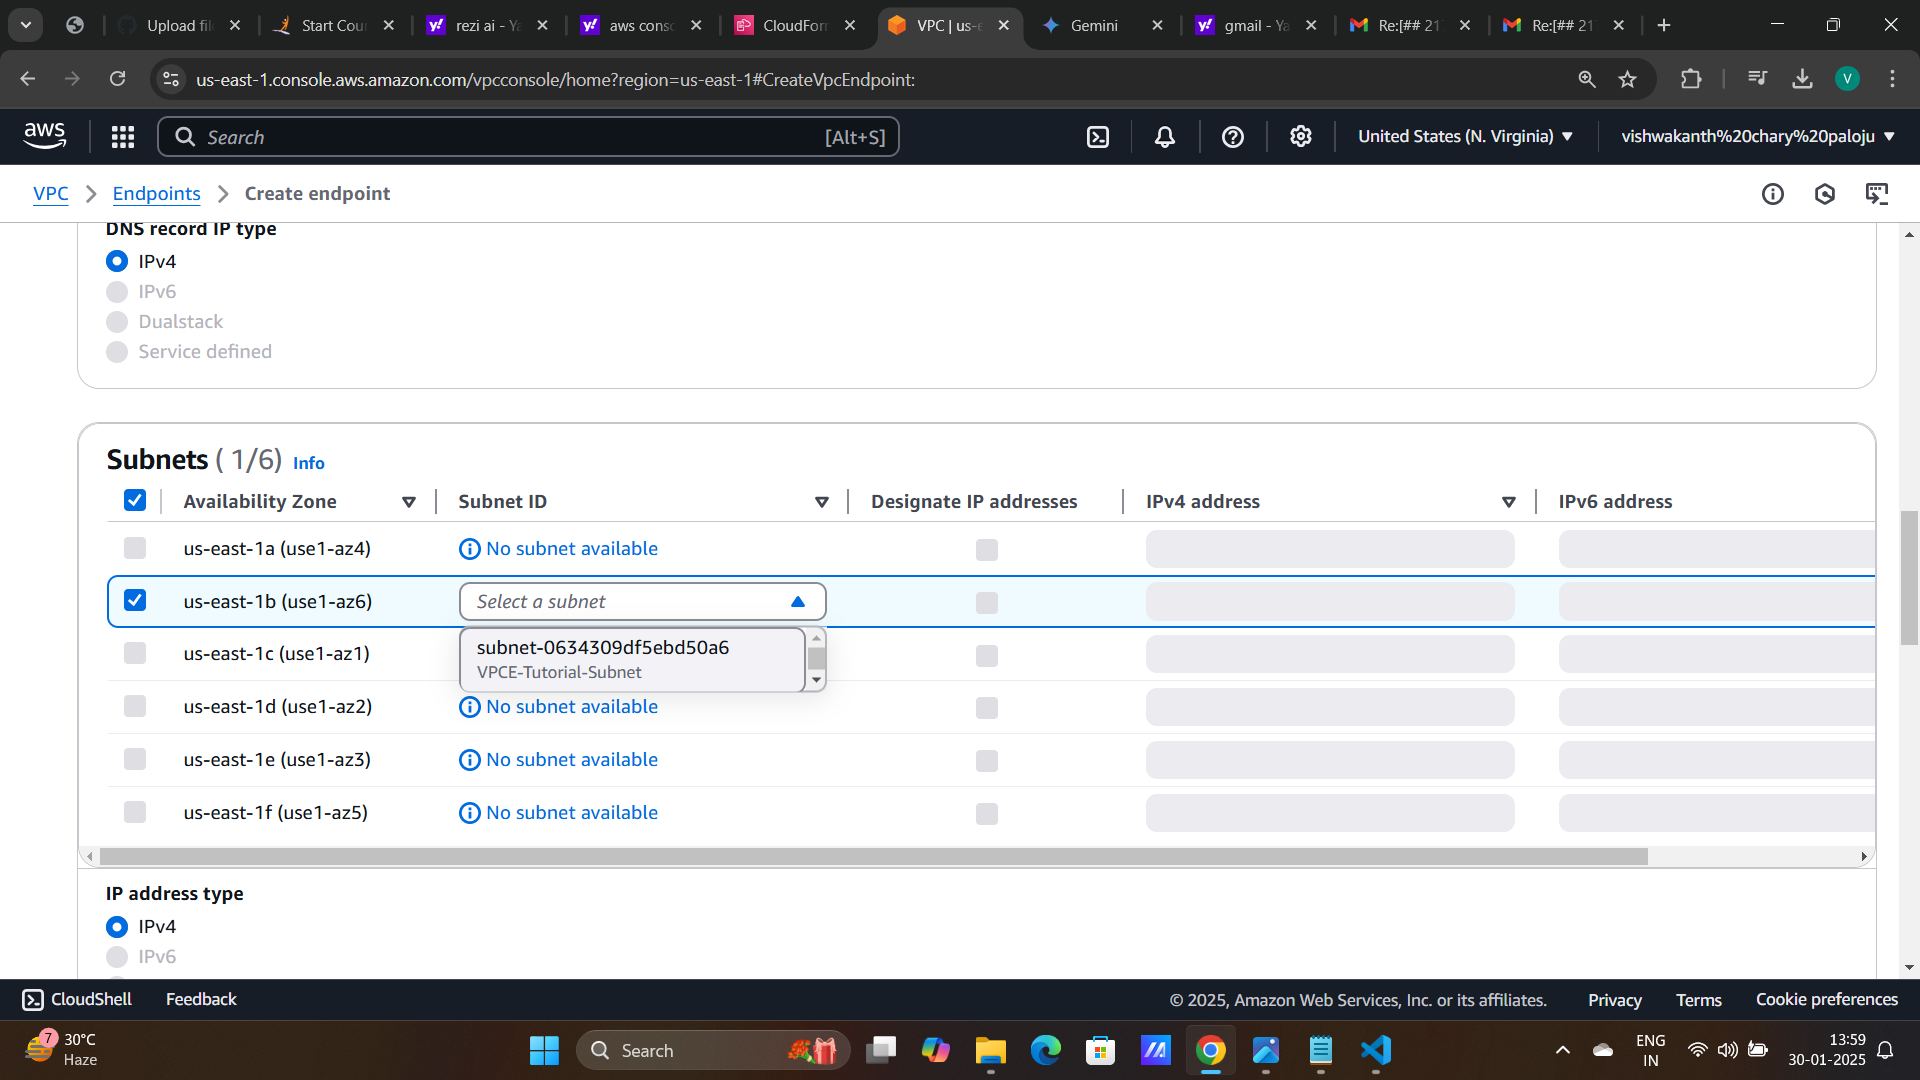 Upload fil
Start Cour
rezi ai - Ya
aws conso
CloudForm
VPC | us-e
Gemini
gmail - Ya
Re:[## 217
Re:[## 217
us-east-1.console.aws.amazon.com/vpcconsole/home?region=us-east-1#CreateVpcEndpoint:
V
aws
Search
[Alt+S]
United States (N. Virginia)
vishwakanth%20chary%20paloju
VPC
Endpoints
Create endpoint
DNS record IP type
IPv4
IPv6
Dualstack
Service defined
Subnets ( 1/6) Info
Availability Zone
Subnet ID
Designate IP addresses
IPv4 address
IPv6 address
us-east-1a (use1-az4)
No subnet available
us-east-1b (use1-az6)
Select a subnet
subnet-0634309df5ebd50a6
VPCE-Tutorial-Subnet
us-east-1c (use1-az1)
us-east-1d (use1-az2)
No subnet available
us-east-1e (use1-az3)
No subnet available
us-east-1f (use1-az5)
No subnet available
IP address type
IPv4
IPv6
CloudShell
Feedback
© 2025, Amazon Web Services, Inc. or its affiliates.
Privacy
Terms
Cookie preferences
7
30°C
Haze
Search
ENG
IN
13:59
30-01-2025